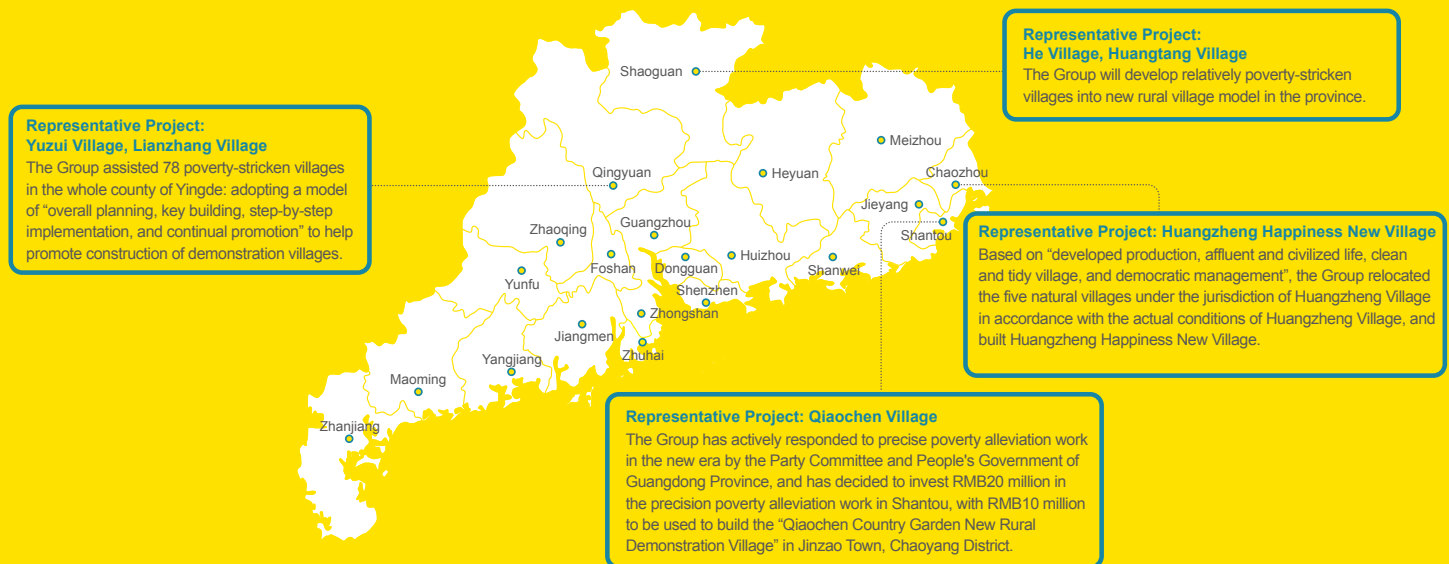 Representative Project:
He Village, Huangtang Village
The Group will develop relatively poverty-stricken
villages into new rural village model in the province.
Representative Project:
Yuzui Village, Lianzhang Village
The Group assisted 78 poverty-stricken villages
in the whole county of Yingde: adopting a model
of “overall planning, key building, step-by-step
implementation, and continual promotion” to help
promote construction of demonstration villages.
Shaoguan
Meizhou
Qingyuan
Heyuan
Chaozhou
Jieyang
Guangzhou
Shantou
Zhaoqing
Foshan
Dongguan
Huizhou
Shanwei
Yunfu
Shenzhen
Zhongshan
Jiangmen
Zhuhai
Yangjiang
Maoming
Zhanjiang
Representative Project: Huangzheng Happiness New Village
Based on “developed production, affluent and civilized life, clean
and tidy village, and democratic management”, the Group relocated
the five natural villages under the jurisdiction of Huangzheng Village
in accordance with the actual conditions of Huangzheng Village, and
built Huangzheng Happiness New Village.
Representative Project: Qiaochen Village
The Group has actively responded to precise poverty alleviation work
in the new era by the Party Committee and People's Government of
Guangdong Province, and has decided to invest RMB20 million in
the precision poverty alleviation work in Shantou, with RMB10 million
to be used to build the “Qiaochen Country Garden New Rural
Demonstration Village” in Jinzao Town, Chaoyang District.